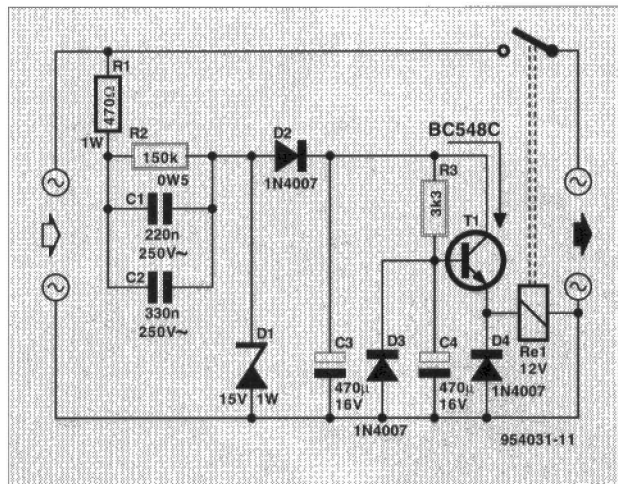 R1
470Ω
1W
R2
150k
0W5
C1
220n
250V~
C2
330n
250V~
D2
1N4007
BC548C
R3
3k3
T1
D1
15V 1W
C3
470μ
16V
D3
1N4007
C4
470μ
16V
D4
1N4007
Re1
12V
954031-11